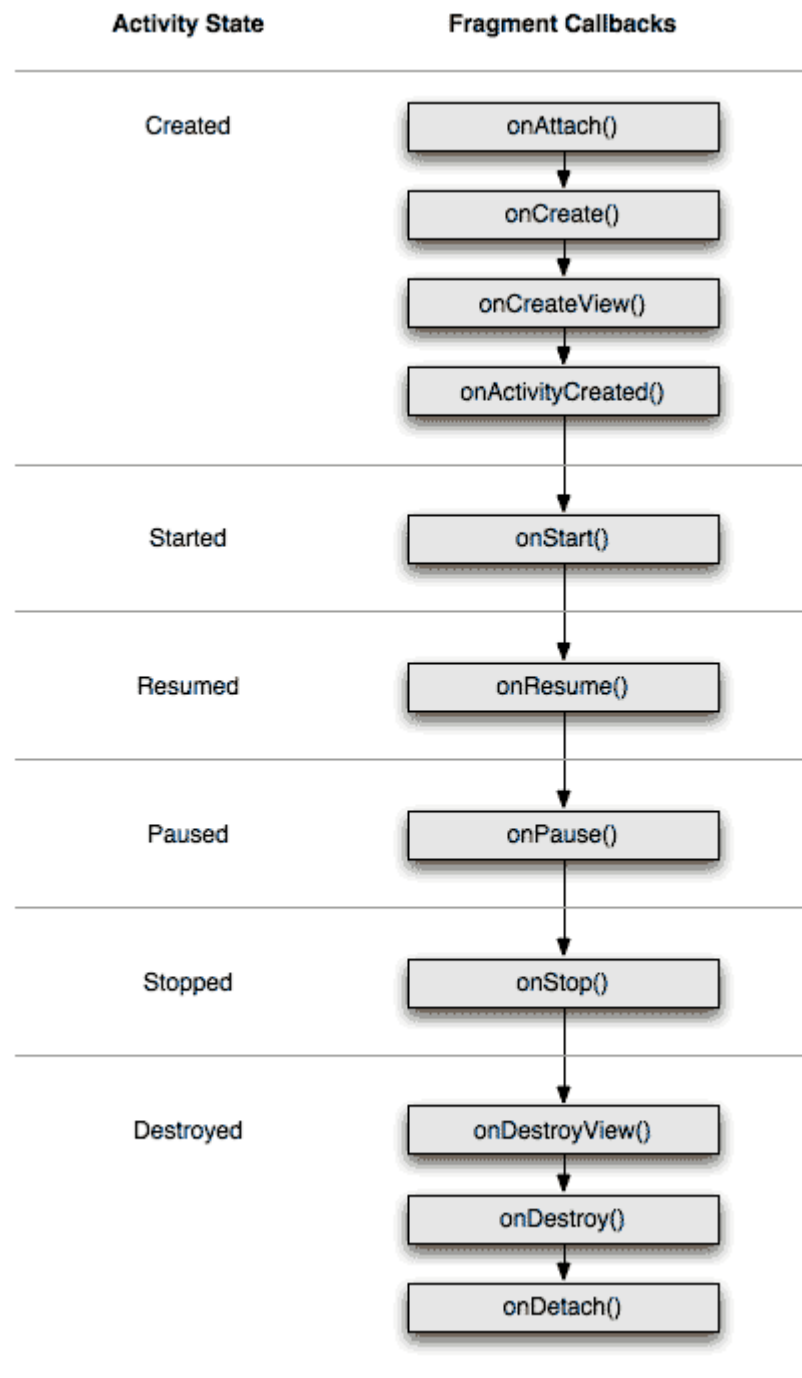 Activity State Fragment Callbacks
Created onAttach()
onCreate()
onCreateView()
onActivityCreated()
Started onStart()
Resumed onResume()
Paused onPause()
Stopped onStop()
Destroyed onDestroyView()
onDestroy()
onDetach()